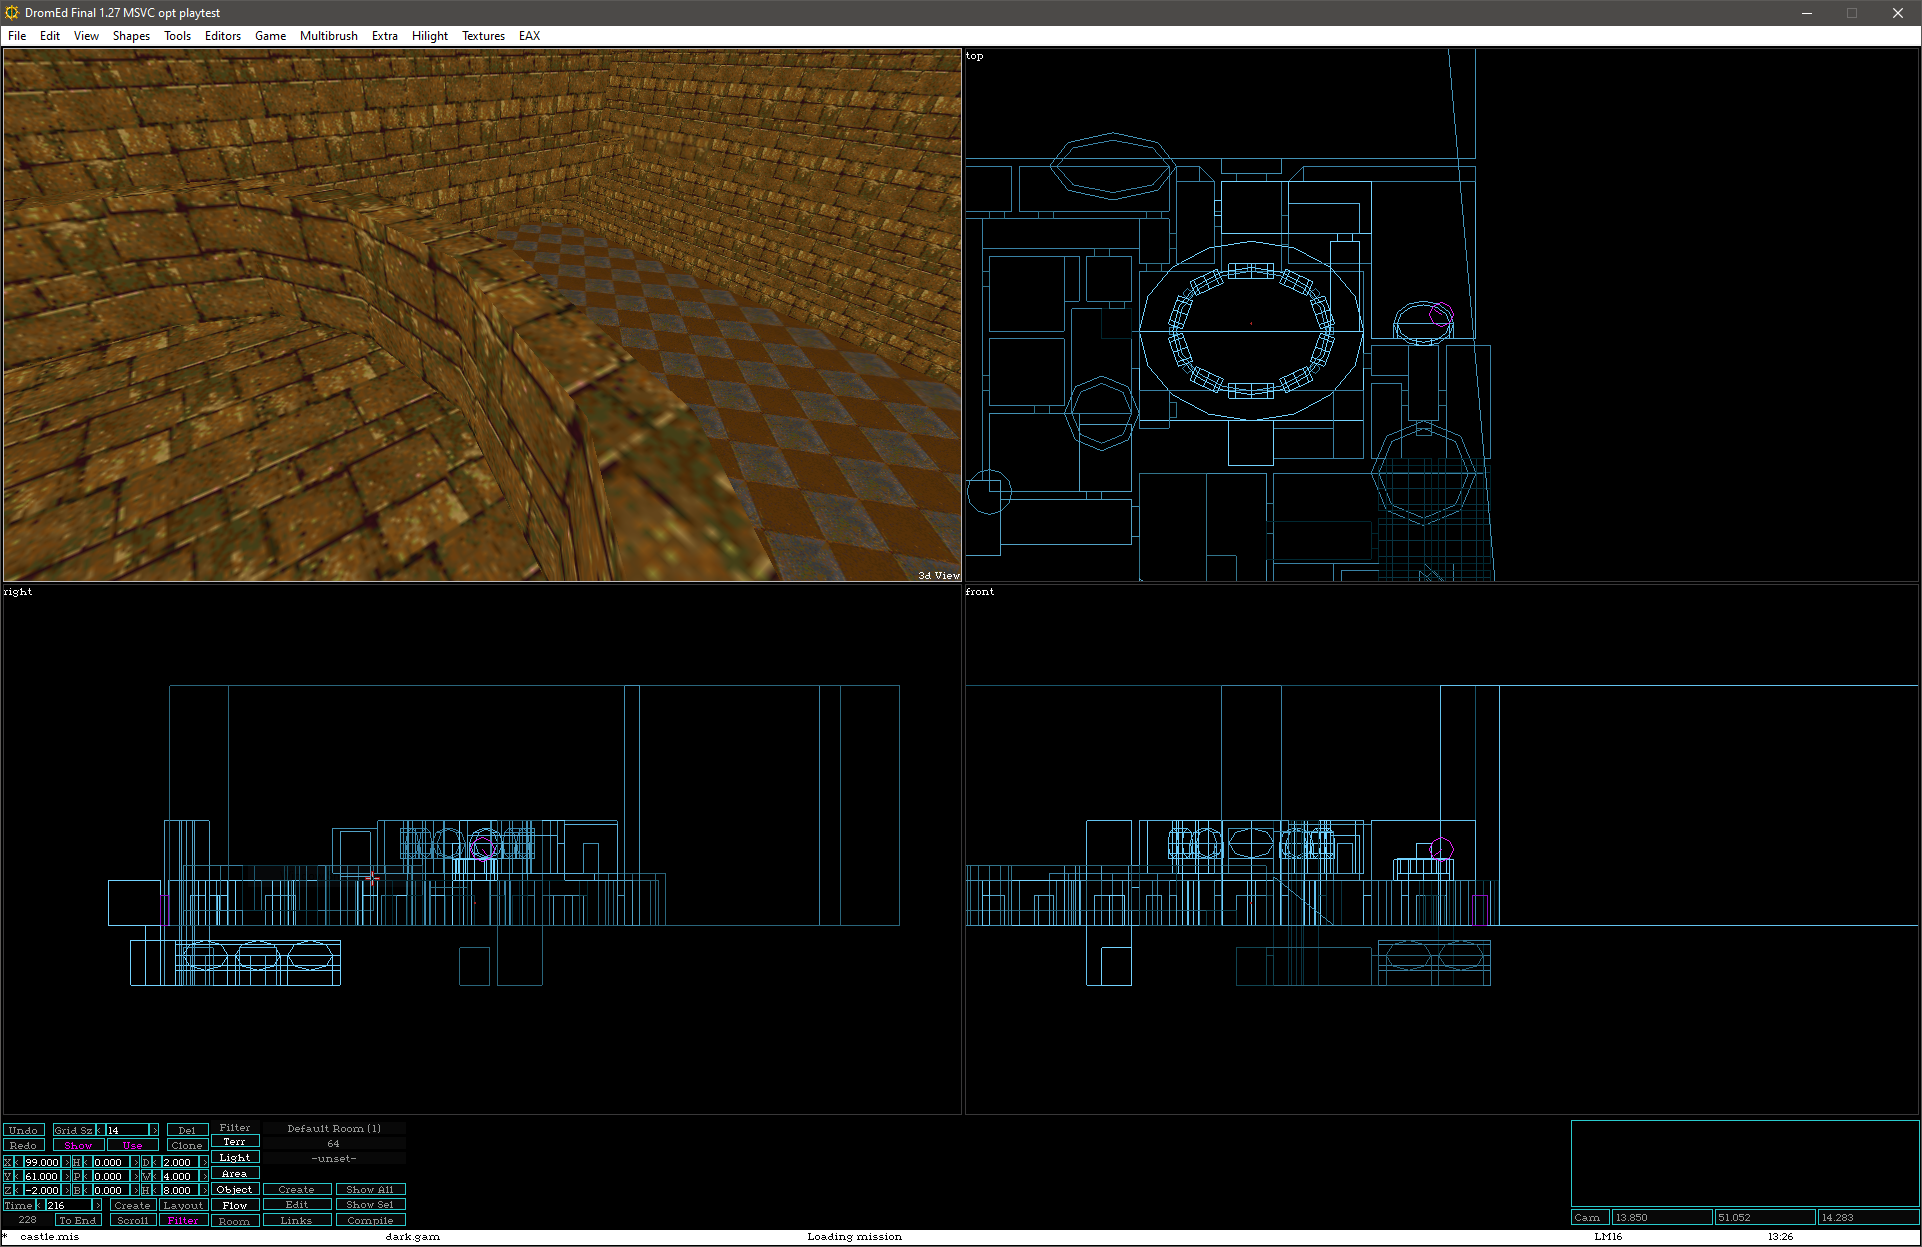 DromEd Final 1.27 MSVC opt playtest
File Edit View Shapes Tools Editors Game Multibrush Extra Hilight Textures EAX
top
3d View
right
front
Undo Grid Sz < 14 > Del Filter Default Room (1)
Redo Show Use Clone Terr 64
X < 99.000 > H < 0.000 > D < 2.000 > Light -unset-
Y < 61.000 > P < 0.000 > W < 4.000 > Area
Z < -2.000 > B < 0.000 > H < 8.000 > Object Create Show All
Time < 216 > Create Layout Flow Edit Show Sel
228 To End Scroll Filter Room Links Compile
Cam 13.850 51.052 14.283
* castle.mis dark.gam Loading mission LM16 13:26